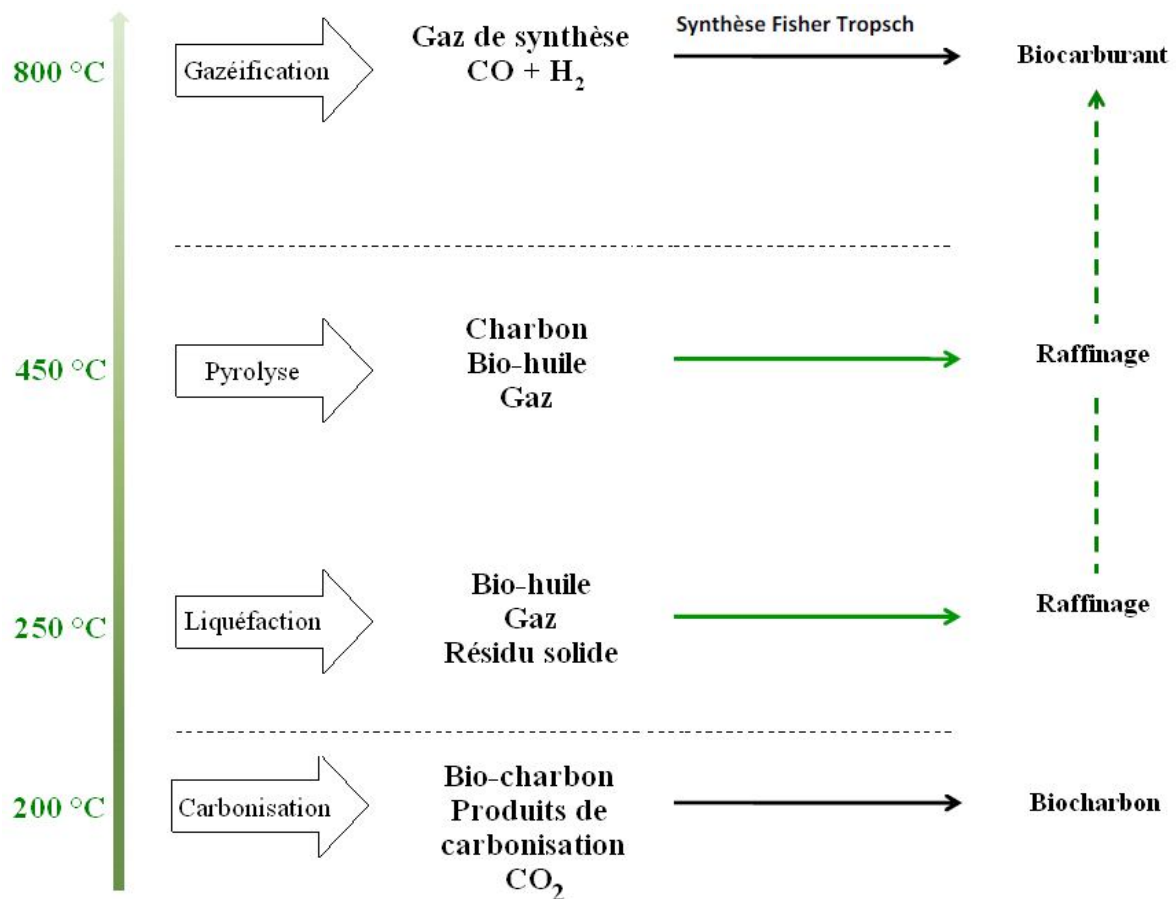 Synthèse Fisher Tropsch
800 °C
Gazéification
Gaz de synthèse
CO + H₂
Biocarburant
450 °C
Pyrolyse
Charbon
Bio-huile
Gaz
Raffinage
250 °C
Liquéfaction
Bio-huile
Gaz
Résidu solide
Raffinage
200 °C
Carbonisation
Bio-charbon
Produits de
carbonisation
CO₂
Biocharbon